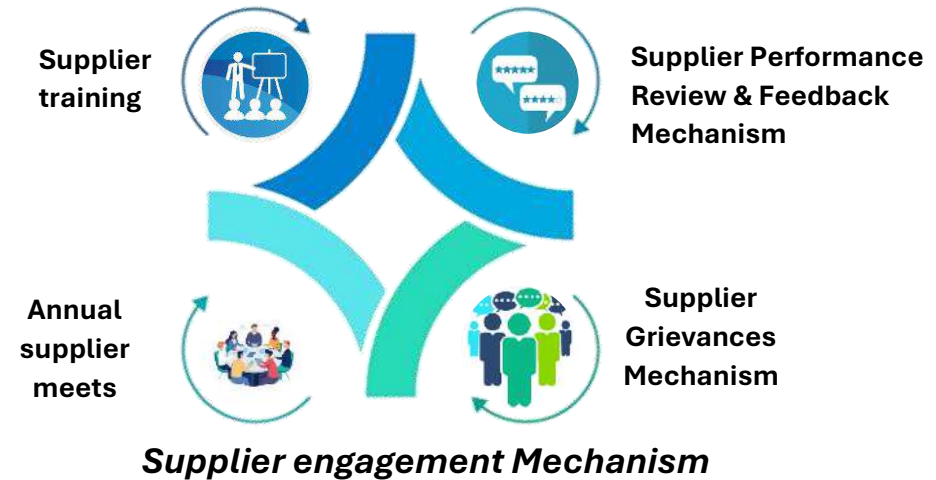 Supplier
training
Supplier Performance
Review & Feedback
Mechanism
Annual
supplier
meets
Supplier
Grievances
Mechanism
Supplier engagement Mechanism